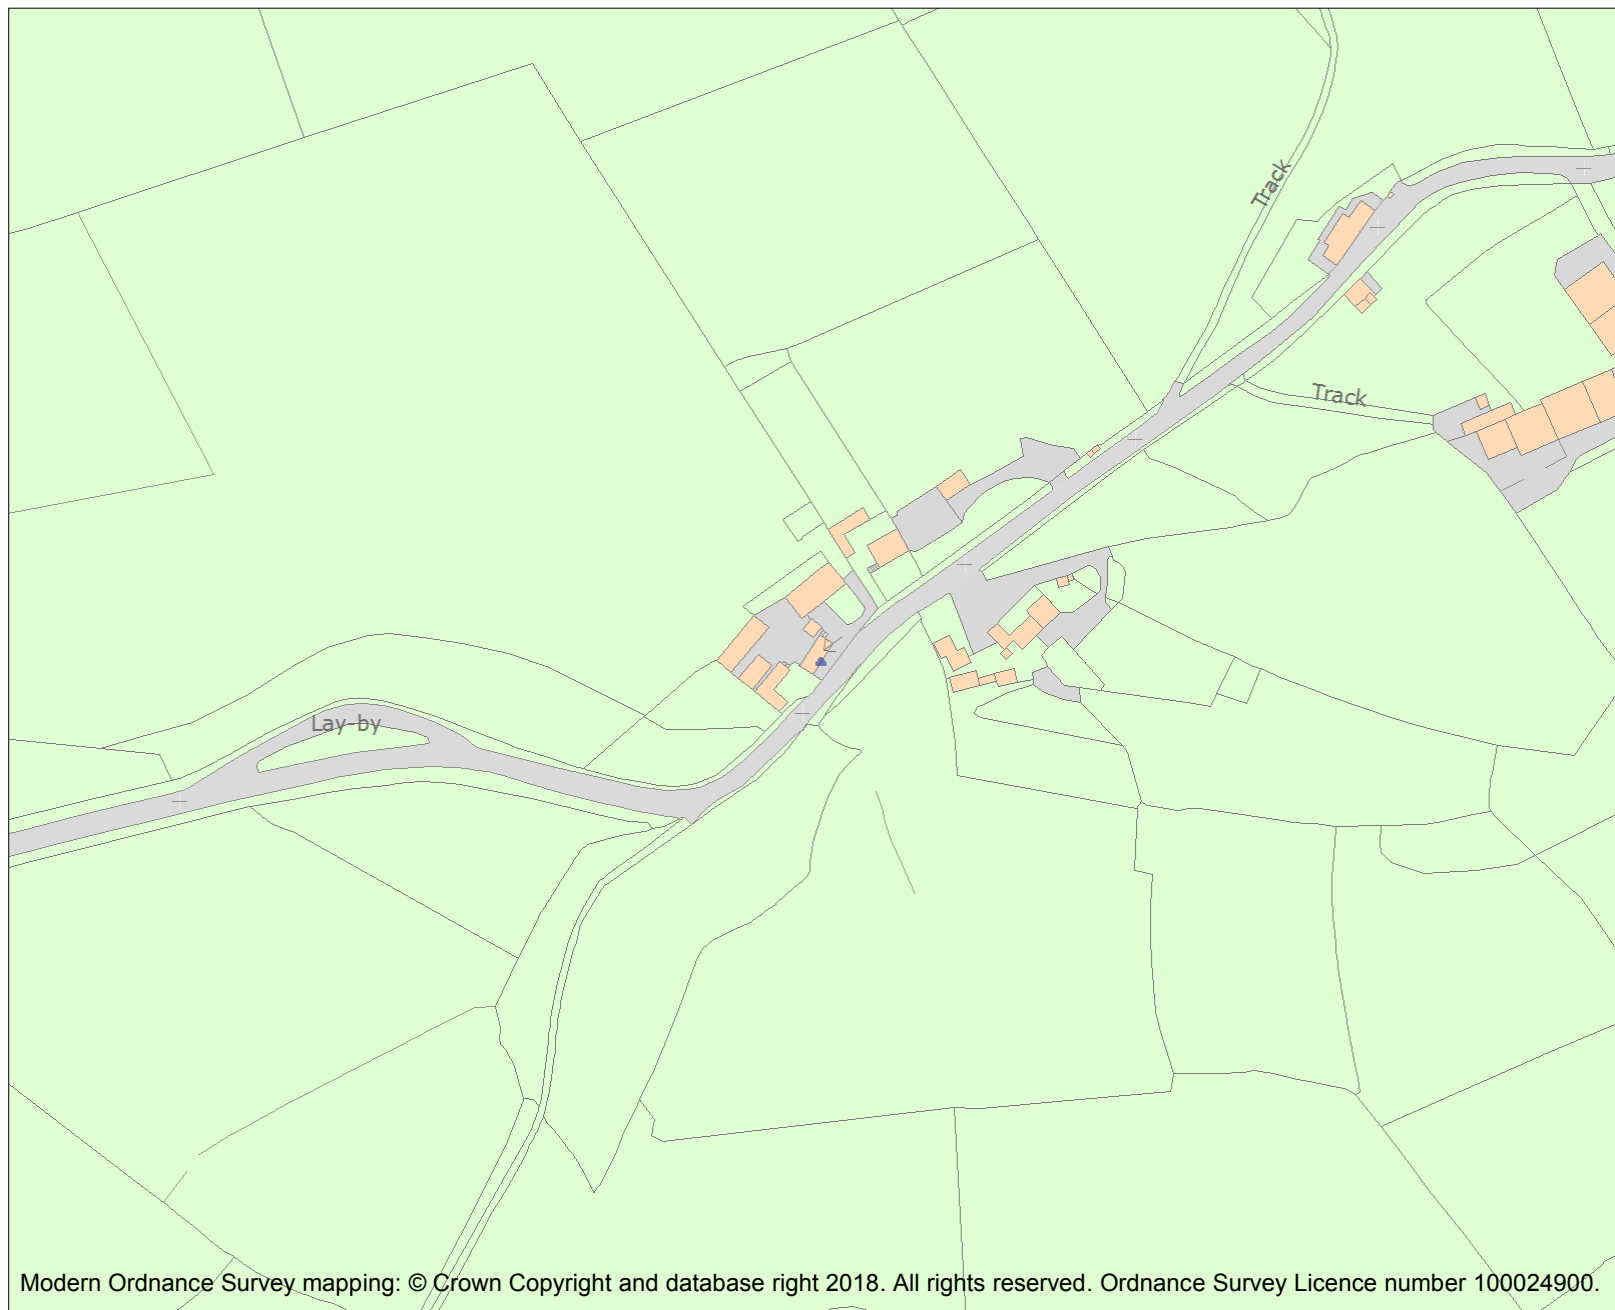 Track
Track
Lay-by
Modern Ordnance Survey mapping: © Crown Copyright and database right 2018. All rights reserved. Ordnance Survey Licence number 100024900.